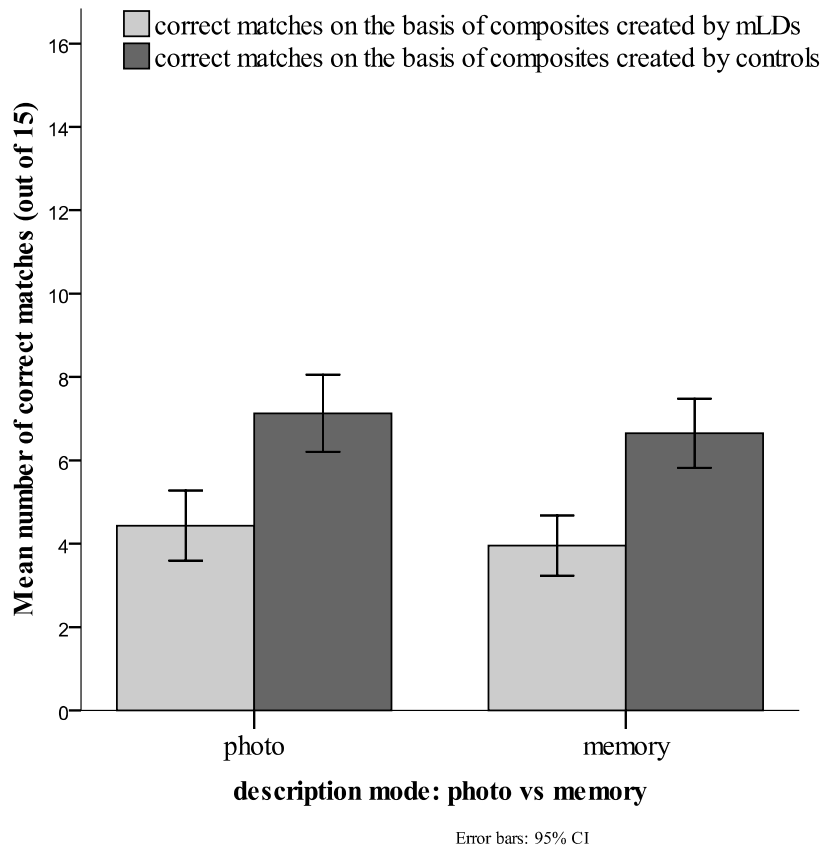 correct matches on the basis of composites created by mLDs
correct matches on the basis of composites created by controls
Mean number of correct matches (out of 15)
16
14
12
10
8
6
4
2
0
photo
memory
description mode: photo vs memory
Error bars: 95% CI